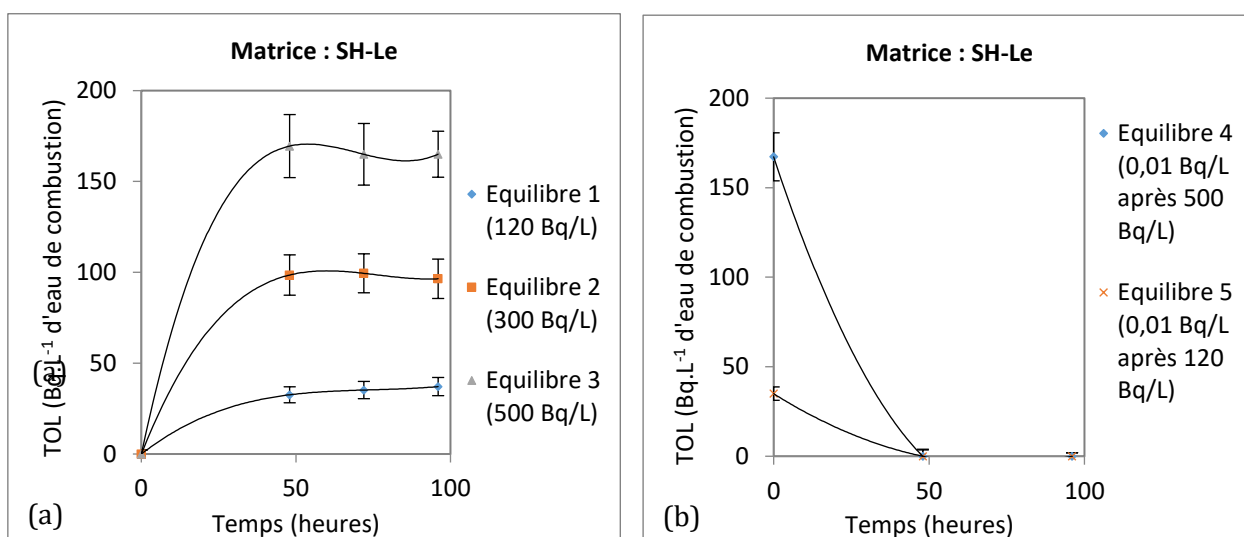 Matrice : SH-Le
TOL (Bq.L-1 d'eau de combustion)
200
150
100
50
0
0
50
100
Temps (heures)
Equilibre 1
(120 Bq/L)
Equilibre 2
(300 Bq/L)
Equilibre 3
(500 Bq/L)
(a)
(a)
Matrice : SH-Le
TOL (Bq.L-1 d'eau de combustion)
200
150
100
50
0
0
50
100
Temps (heures)
Equilibre 4
(0,01 Bq/L
après 500
Bq/L)
Equilibre 5
(0,01 Bq/L
après 120
Bq/L)
(b)